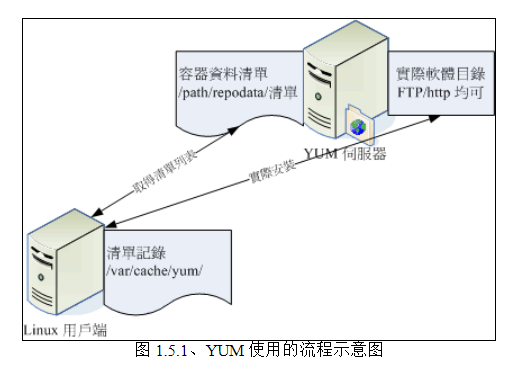 容器資料清單
/path/repodata/清單
實際軟體目錄
FTP/http 均可
YUM 伺服器
取得清單列表
實際安裝
清單記錄
/var/cache/yum/
Linux 用戶端
图 1.5.1、YUM 使用的流程示意图